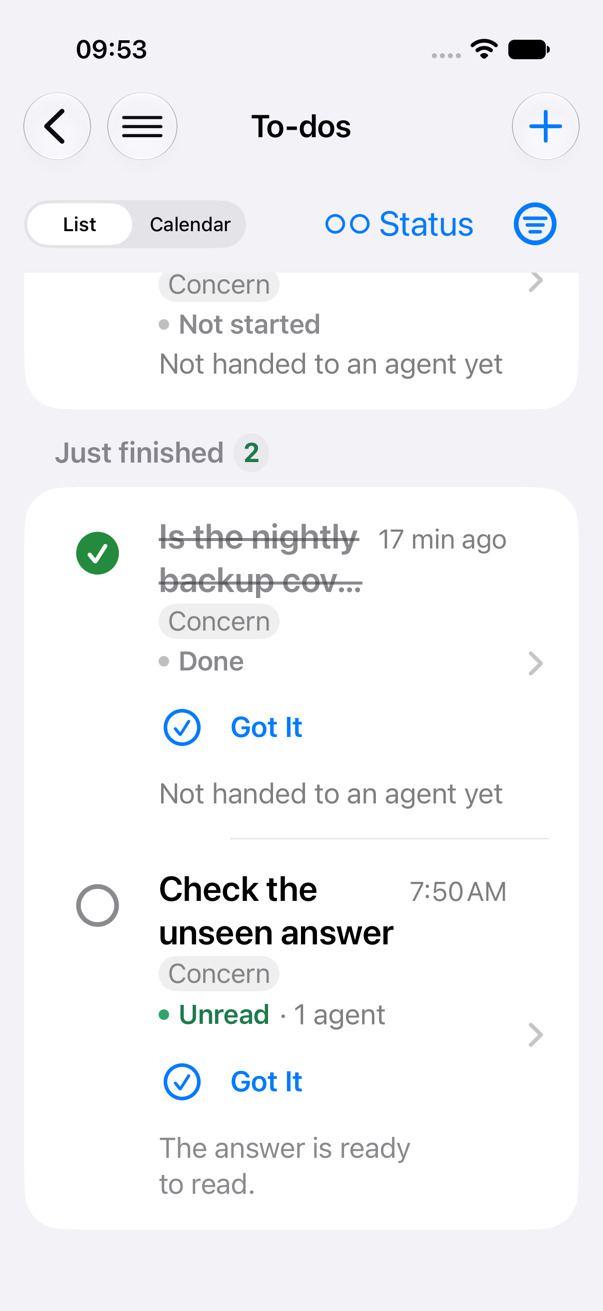 09:53
To-dos
List
Calendar
Status
Concern
Not started
Not handed to an agent yet
Just finished 2
Is the nightly 17 min ago
backup cov...
Concern
Done
Got It
Not handed to an agent yet
Check the 7:50 AM
unseen answer
Concern
Unread · 1 agent
Got It
The answer is ready
to read.